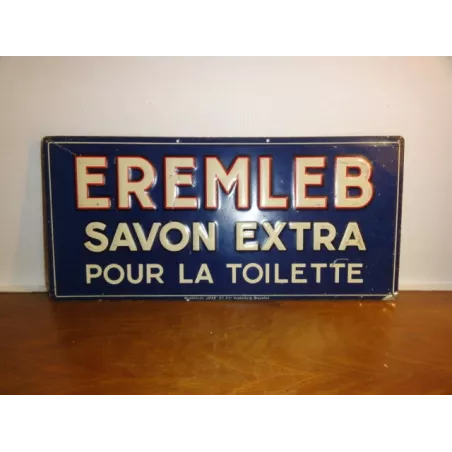 EREMLEB
SAVON EXTRA
POUR LA TOILETTE